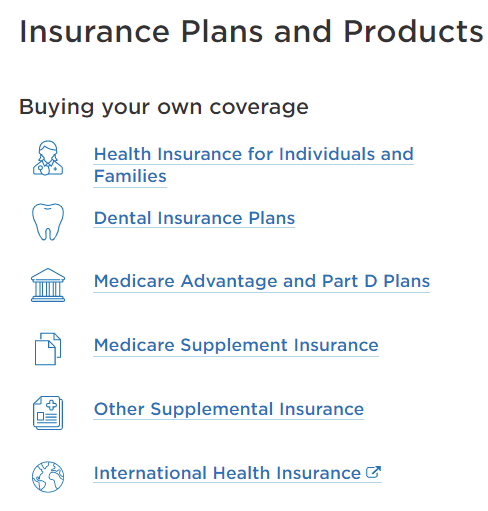 Insurance Plans and Products
Buying your own coverage
Health Insurance for Individuals and
Families
Dental Insurance Plans
Medicare Advantage and Part D Plans
Medicare Supplement Insurance
Other Supplemental Insurance
International Health Insurance